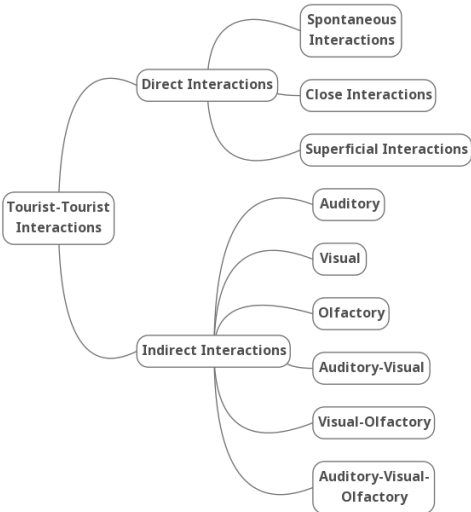 Spontaneous
Interactions
Direct Interactions
Close Interactions
Superficial Interactions
Tourist-Tourist
Interactions
Auditory
Visual
Olfactory
Indirect Interactions
Auditory-Visual
Visual-Olfactory
Auditory-Visual-
Olfactory